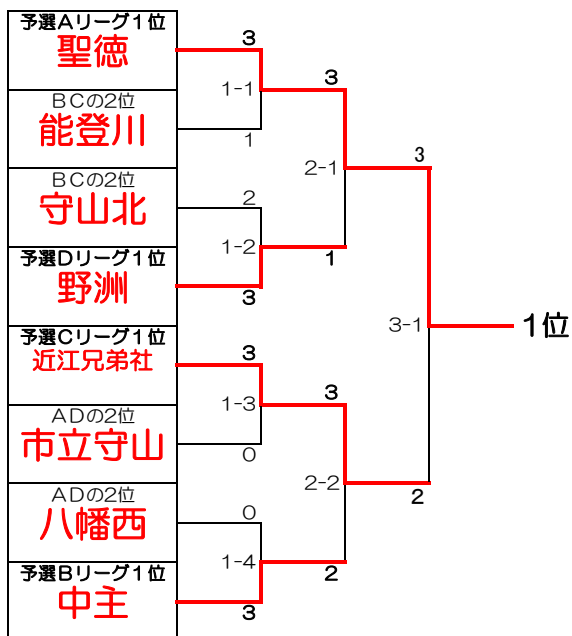 予選Aリーグ1位
聖徳
BCの2位
能登川
BCの2位
守山北
予選Dリーグ1位
野洲
予選Cリーグ1位
近江兄弟社
ADの2位
市立守山
ADの2位
八幡西
予選Bリーグ1位
中主
3
1-1
1
2
1-2
3
3
1-3
0
0
1-4
3
3
2-1
1
3
2-2
2
3
3-1
2
1位